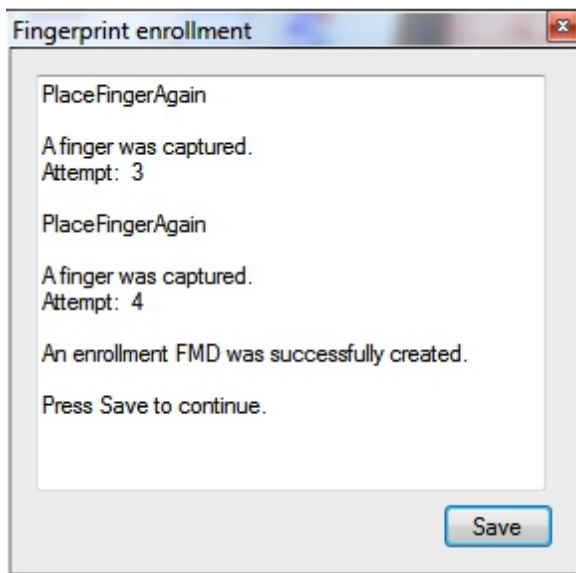 Fingerprint enrollment
PlaceFingerAgain
A finger was captured.
Attempt: 3
PlaceFingerAgain
A finger was captured.
Attempt: 4
An enrollment FMD was successfully created.
Press Save to continue.
Save